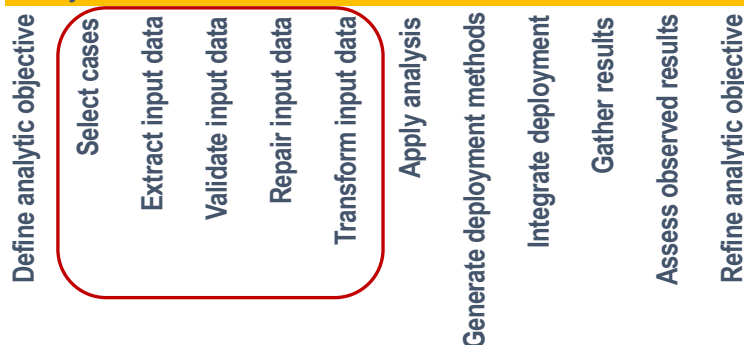 Define analytic objective
Select cases
Extract input data
Validate input data
Repair input data
Transform input data
Apply analysis
Generate deployment methods
Integrate deployment
Gather results
Assess observed results
Refine analytic objective